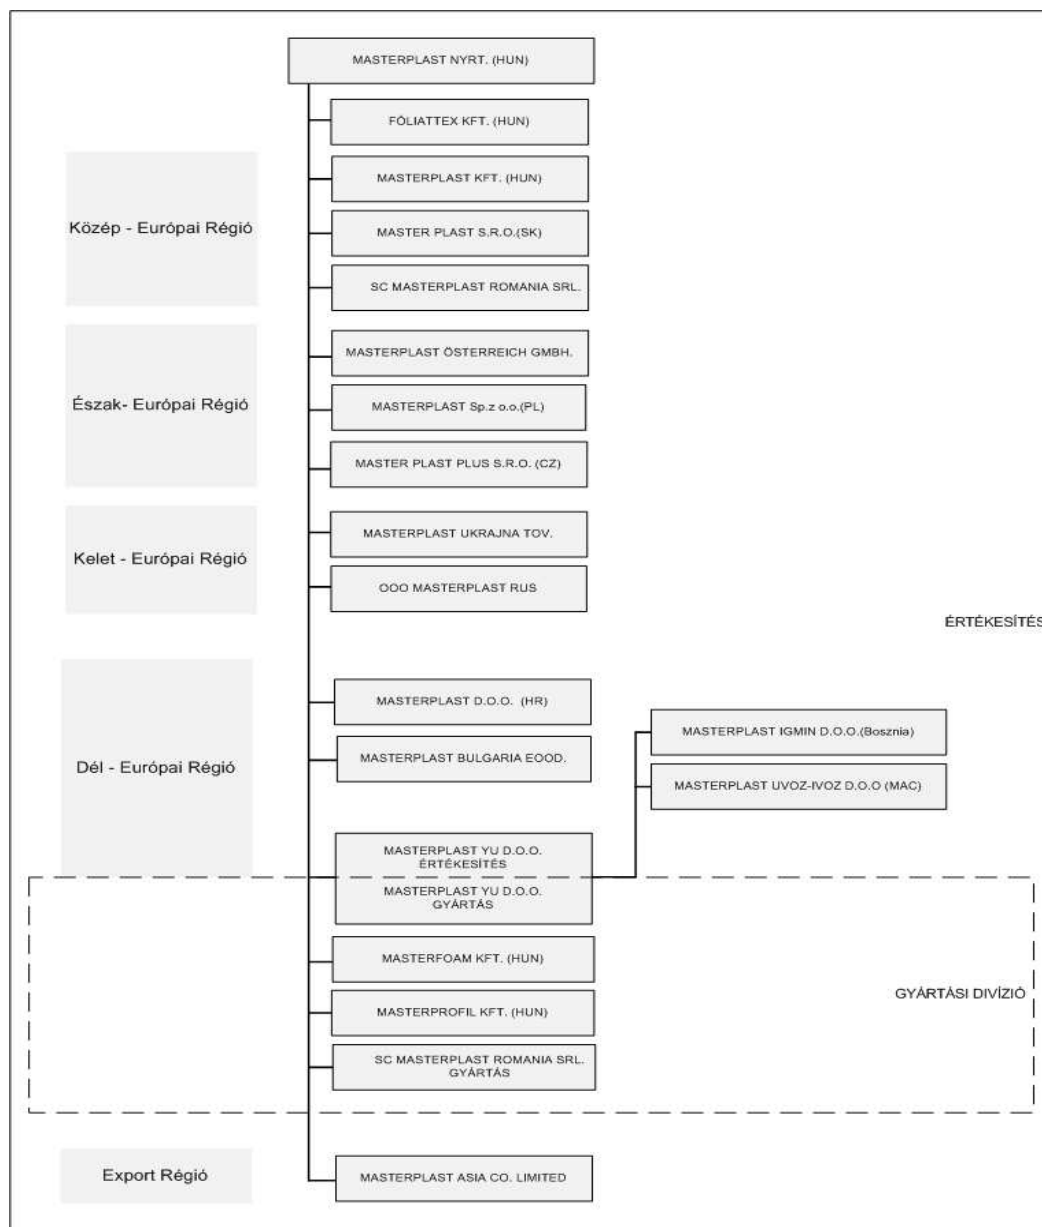 MASTERPLAST NYRT. (HUN)
FÓLIATTEX KFT. (HUN)
Közép - Európai Régió
MASTERPLAST KFT. (HUN)
MASTER PLAST S.R.O.(SK)
SC MASTERPLAST ROMANIA SRL.
Észak- Európai Régió
MASTERPLAST ÖSTERREICH GMBH.
MASTERPLAST Sp.z o.o.(PL)
MASTER PLAST PLUS S.R.O. (CZ)
Kelet - Európai Régió
MASTERPLAST UKRAJNA TOV.
OOO MASTERPLAST RUS
ÉRTÉKESÍTÉS
Dél - Európai Régió
MASTERPLAST D.O.O. (HR)
MASTERPLAST BULGARIA EOOD.
MASTERPLAST IGMIN D.O.O.(Bosznia)
MASTERPLAST UVOZ-IVOZ D.O.O (MAC)
MASTERPLAST YU D.O.O.
ÉRTÉKESÍTÉS
MASTERPLAST YU D.O.O.
GYÁRTÁS
MASTERFOAM KFT. (HUN)
MASTERPROFIL KFT. (HUN)
SC MASTERPLAST ROMANIA SRL.
GYÁRTÁS
GYÁRTÁSI DIVÍZIÓ
Export Régió
MASTERPLAST ASIA CO. LIMITED